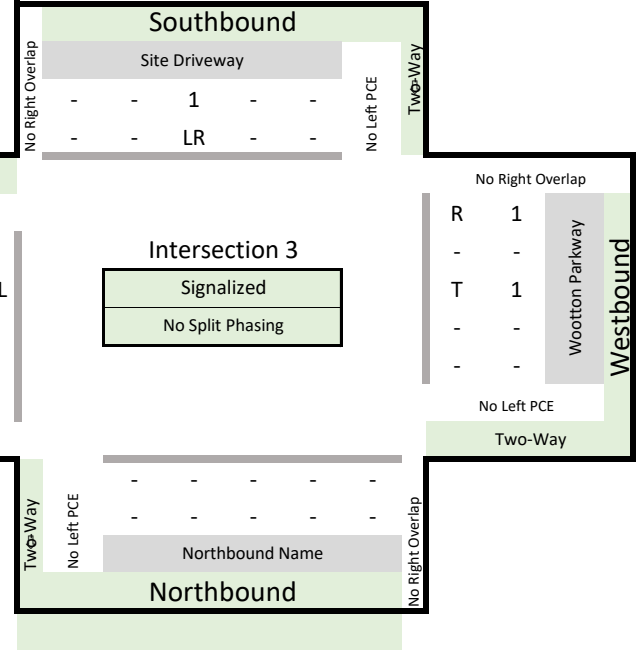 Southbound
Site Driveway
No Right Overlap
- - 1 - -
- - LR - -
No Left PCE
Two-Way
No Right Overlap
R 1
- -
T 1
- -
- -
Wootton Parkway
Westbound
No Left PCE
Two-Way
L
Intersection 3
Signalized
No Split Phasing
Two-Way
No Left PCE
- - - - -
- - - - -
Northbound Name
No Right Overlap
Northbound